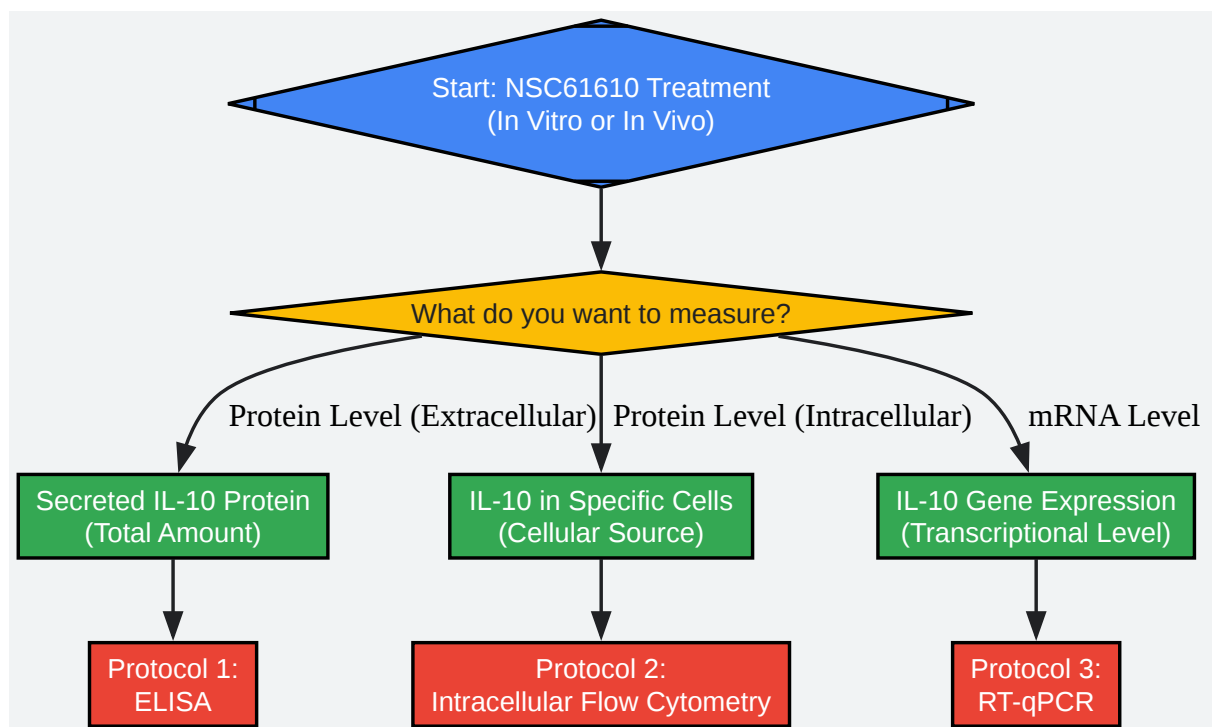 Start: NSC61610 Treatment
(In Vitro or In Vivo)
What do you want to measure?
Protein Level (Extracellular)
Protein Level (Intracellular)
mRNA Level
Secreted IL-10 Protein
(Total Amount)
IL-10 in Specific Cells
(Cellular Source)
IL-10 Gene Expression
(Transcriptional Level)
Protocol 1:
ELISA
Protocol 2:
Intracellular Flow Cytometry
Protocol 3:
RT-qPCR